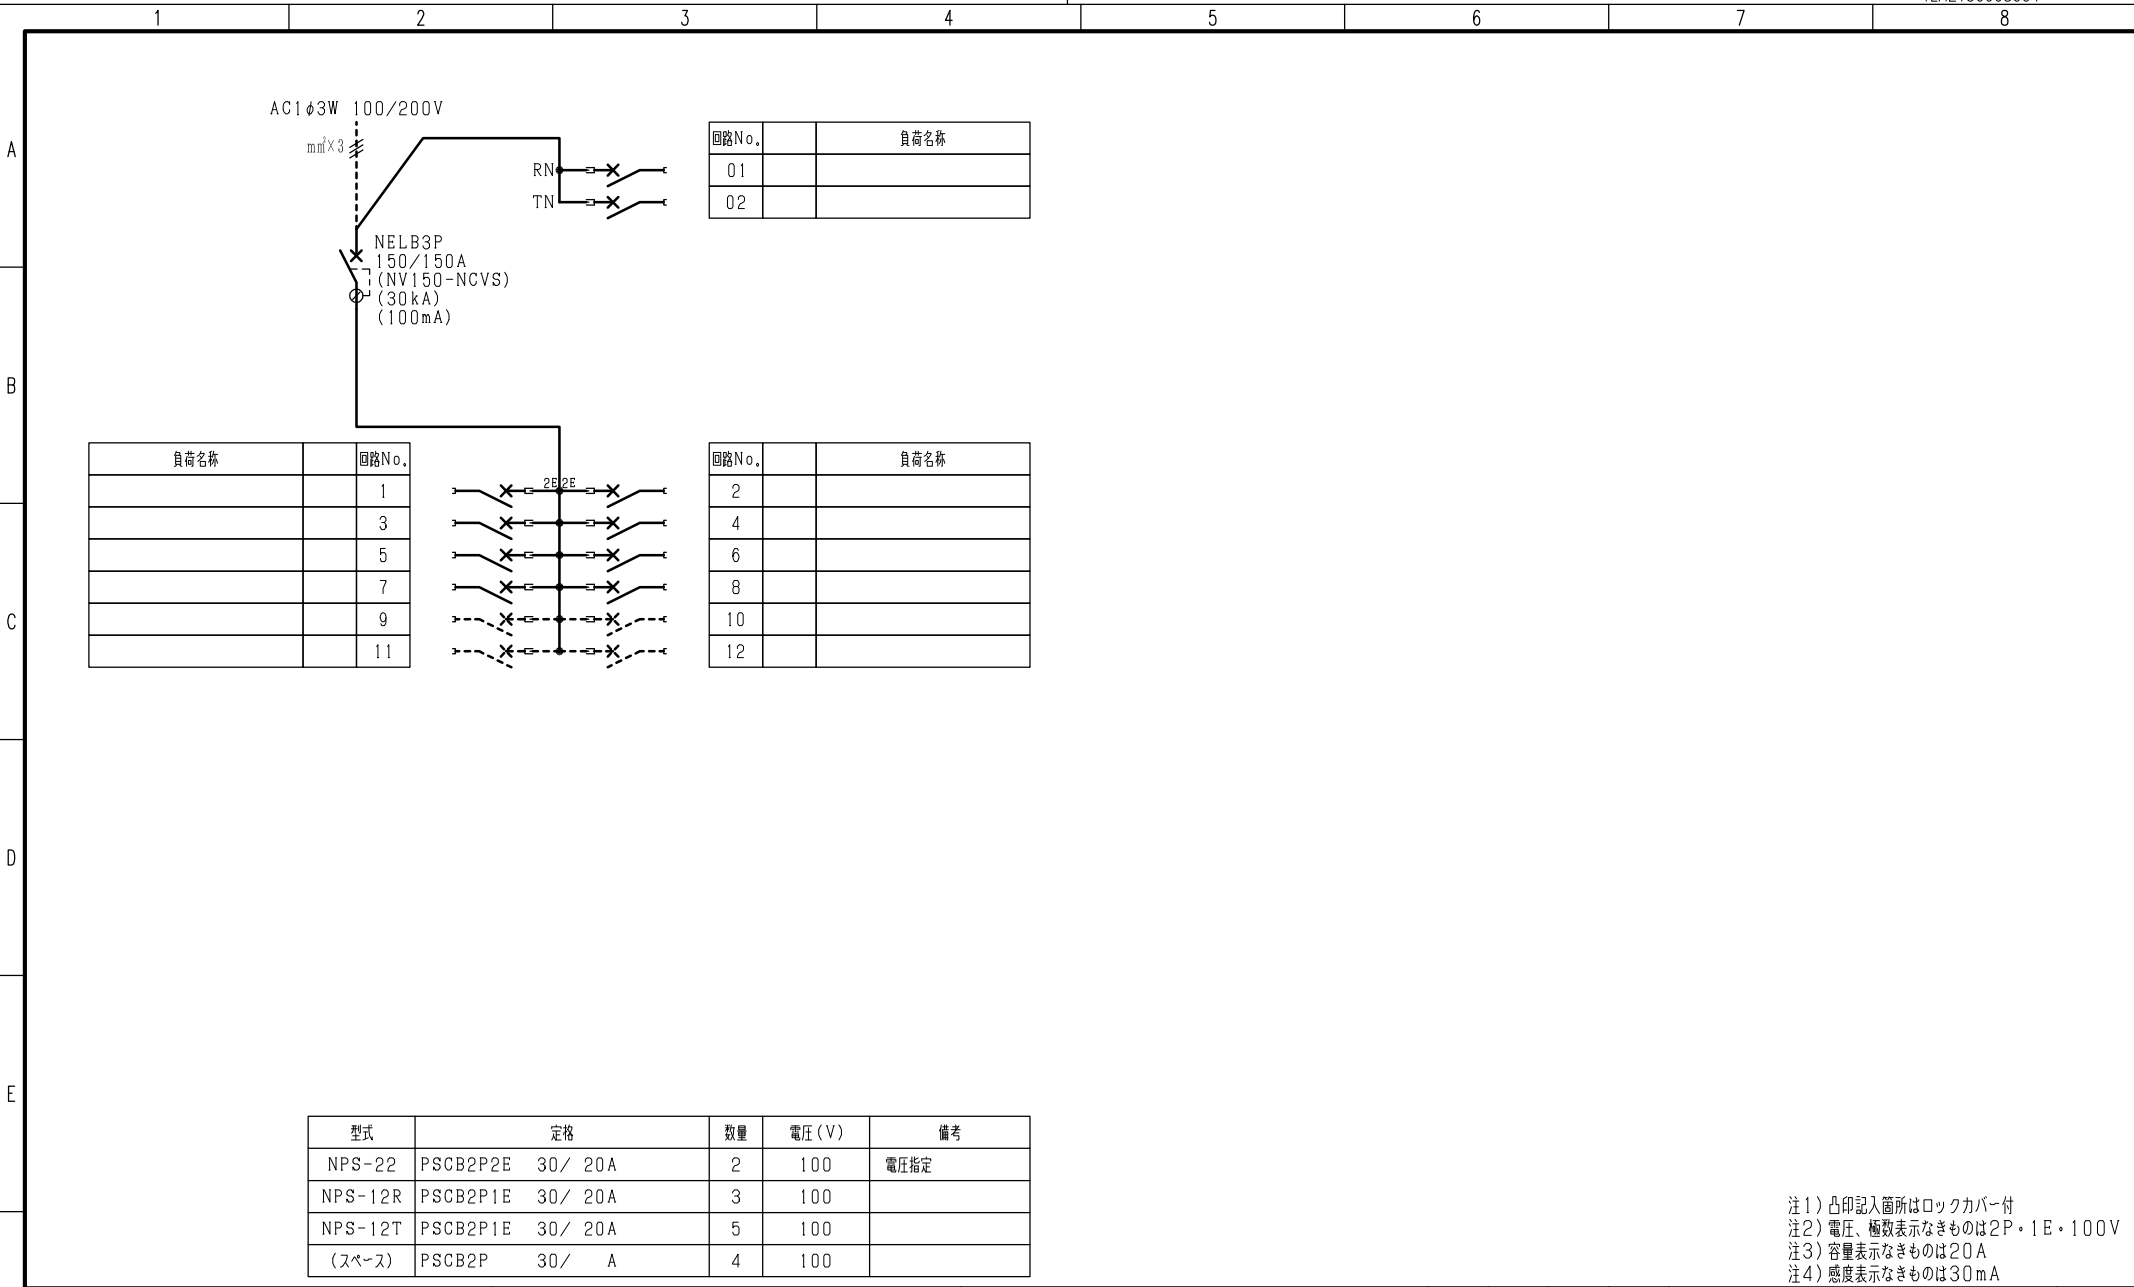 1 2 3 4 5 6 7 8
A
B
C
D
E
AC1φ3W 100/200V
mm²×3
RN
TN
NELB3P
150/150A
(NV150-NCVS)
(30kA)
(100mA)
回路No. 負荷名称
01
02
負荷名称 回路No.
1
3
5
7
9
11
2E 2E
回路No. 負荷名称
2
4
6
8
10
12
型式 定格 数量 電圧(V) 備考
NPS-22 PSCB2P2E 30/ 20A 2 100 電圧指定
NPS-12R PSCB2P1E 30/ 20A 3 100
NPS-12T PSCB2P1E 30/ 20A 5 100
(スペース) PSCB2P 30/ A 4 100
注1)凸印記入箇所はロックカバー付
注2)電圧、極数表示なきものは2P・1E・100V
注3)容量表示なきものは20A
注4)感度表示なきものは30mA